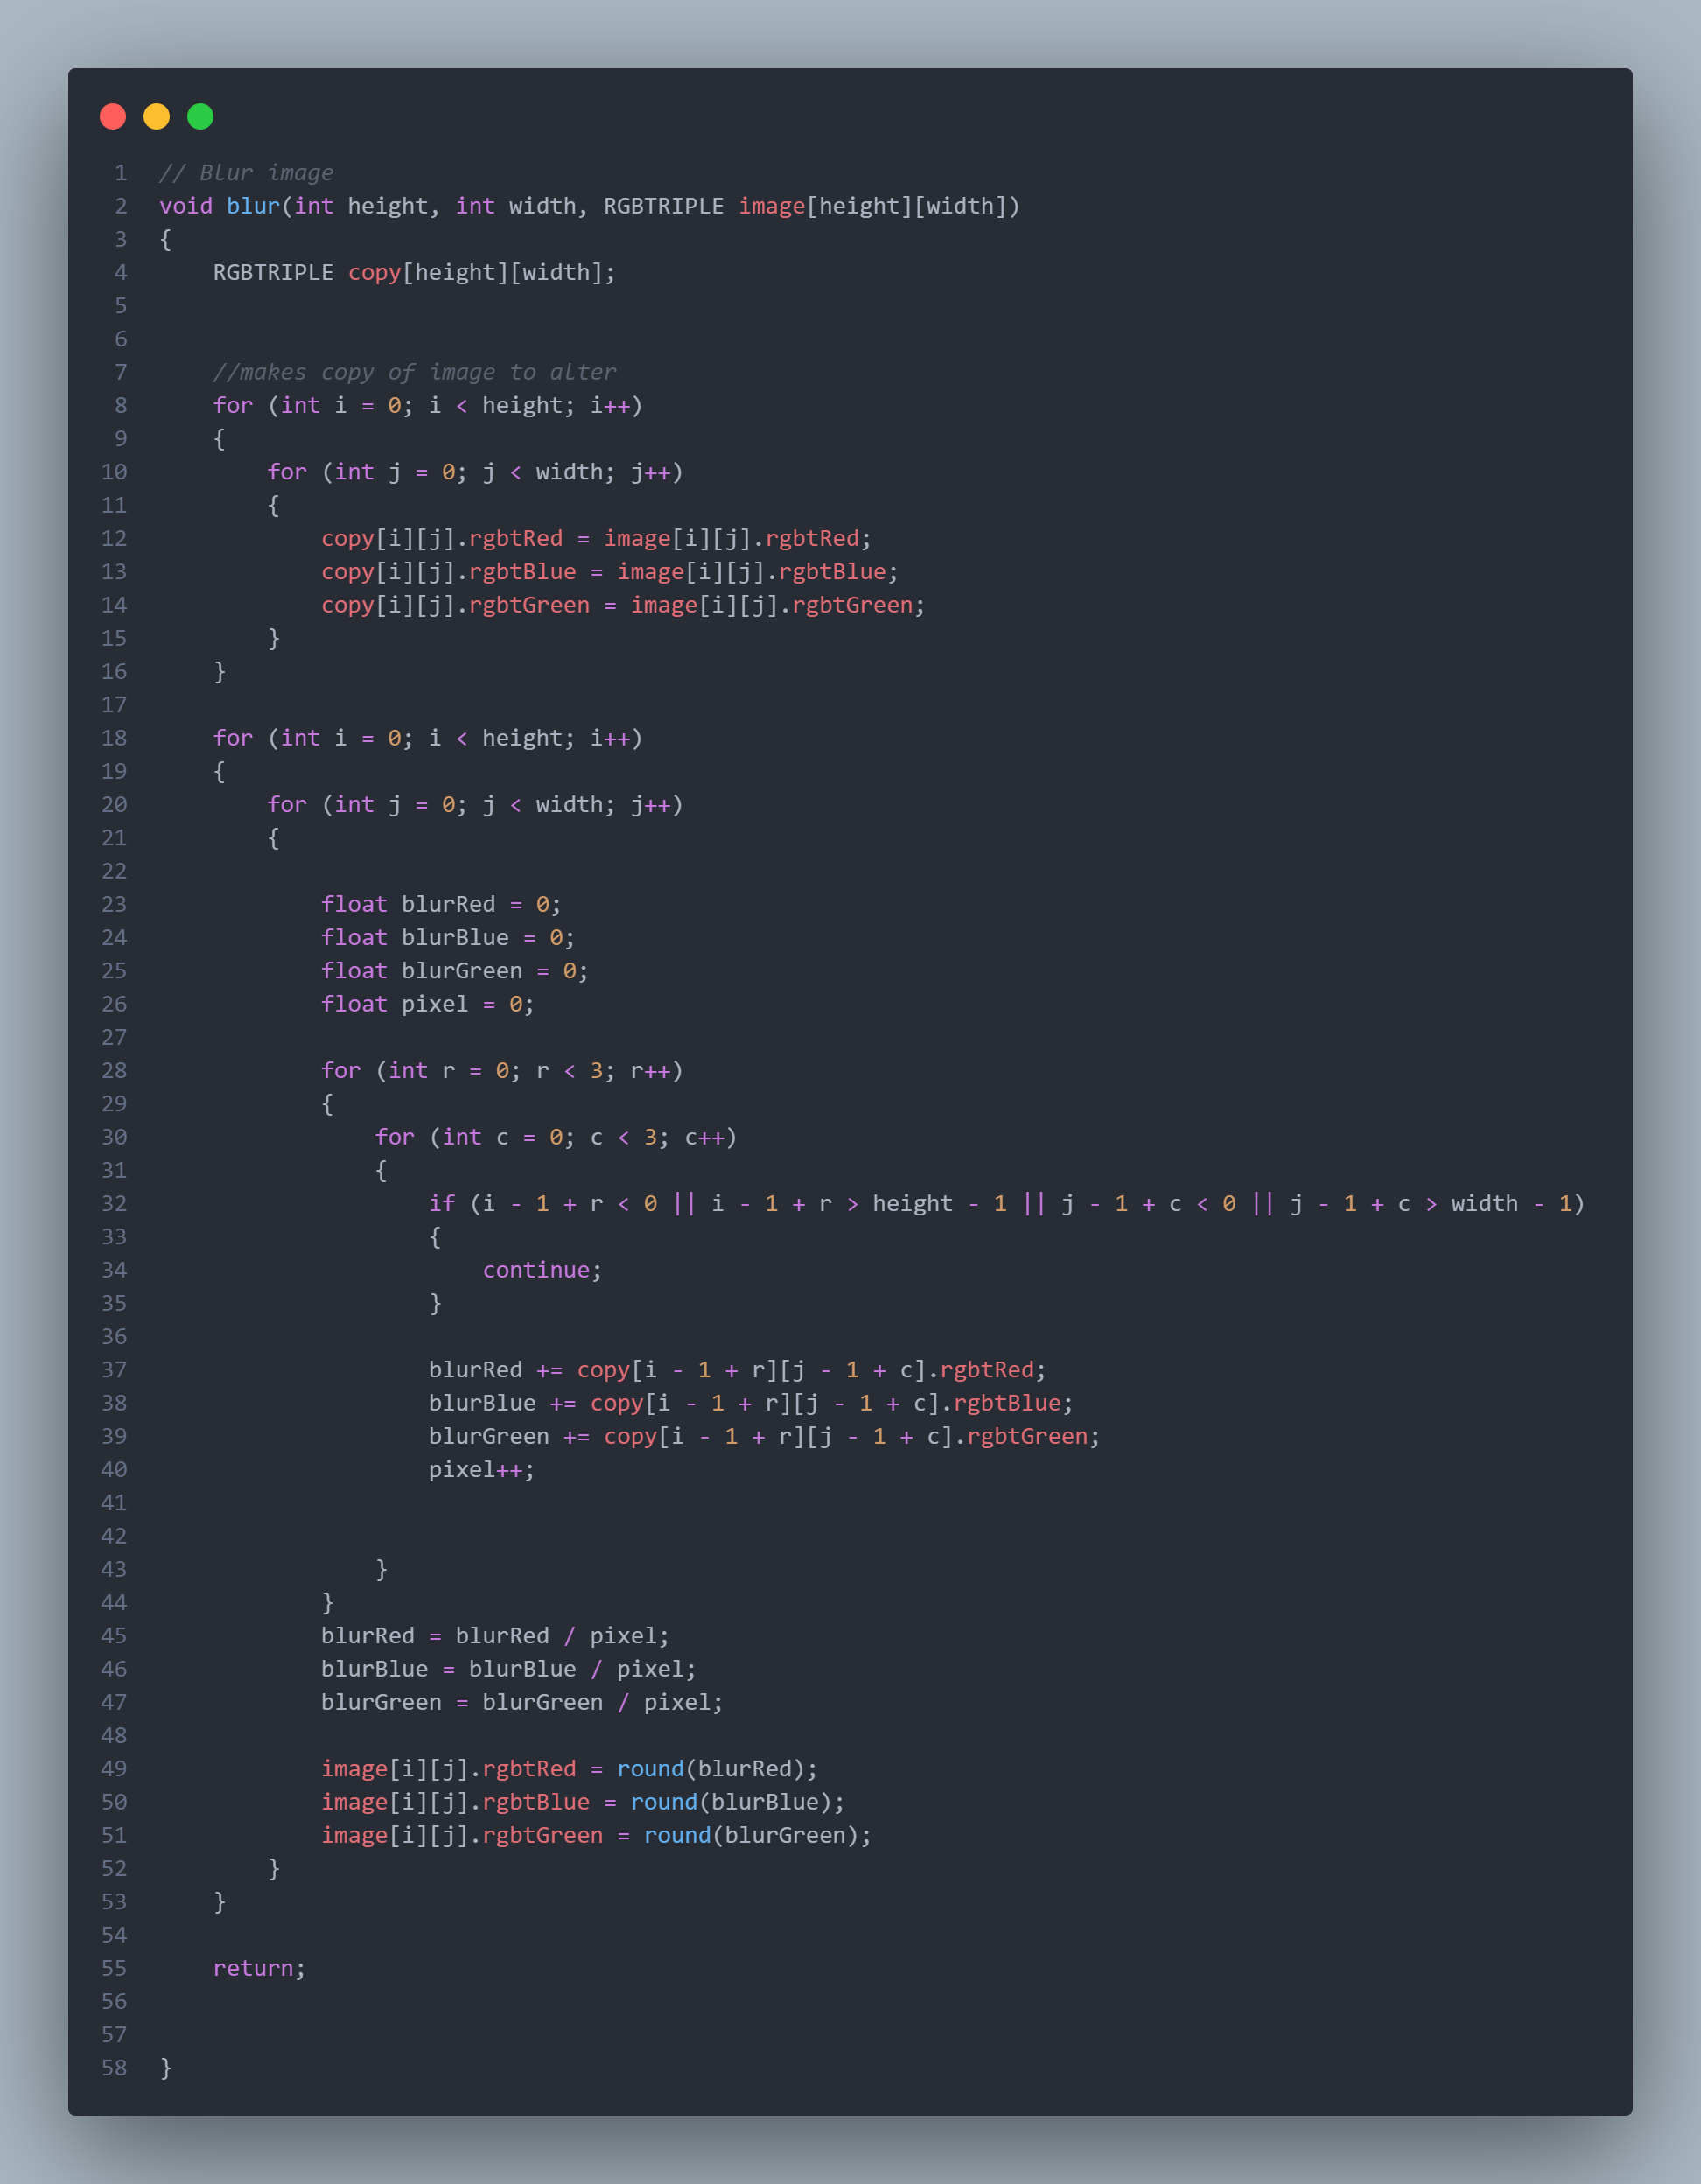 1 // Blur image
2 void blur(int height, int width, RGBTRIPLE image[height][width])
3 {
4     RGBTRIPLE copy[height][width];
5
6
7     //makes copy of image to alter
8     for (int i = 0; i < height; i++)
9     {
10         for (int j = 0; j < width; j++)
11         {
12             copy[i][j].rgbtRed = image[i][j].rgbtRed;
13             copy[i][j].rgbtBlue = image[i][j].rgbtBlue;
14             copy[i][j].rgbtGreen = image[i][j].rgbtGreen;
15         }
16     }
17
18     for (int i = 0; i < height; i++)
19     {
20         for (int j = 0; j < width; j++)
21         {
22
23             float blurRed = 0;
24             float blurBlue = 0;
25             float blurGreen = 0;
26             float pixel = 0;
27
28             for (int r = 0; r < 3; r++)
29             {
30                 for (int c = 0; c < 3; c++)
31                 {
32                     if (i - 1 + r < 0 || i - 1 + r > height - 1 || j - 1 + c < 0 || j - 1 + c > width - 1)
33                     {
34                         continue;
35                     }
36
37                     blurRed += copy[i - 1 + r][j - 1 + c].rgbtRed;
38                     blurBlue += copy[i - 1 + r][j - 1 + c].rgbtBlue;
39                     blurGreen += copy[i - 1 + r][j - 1 + c].rgbtGreen;
40                     pixel++;
41
42
43                 }
44             }
45             blurRed = blurRed / pixel;
46             blurBlue = blurBlue / pixel;
47             blurGreen = blurGreen / pixel;
48
49             image[i][j].rgbtRed = round(blurRed);
50             image[i][j].rgbtBlue = round(blurBlue);
51             image[i][j].rgbtGreen = round(blurGreen);
52         }
53     }
54
55     return;
56
57
58 }